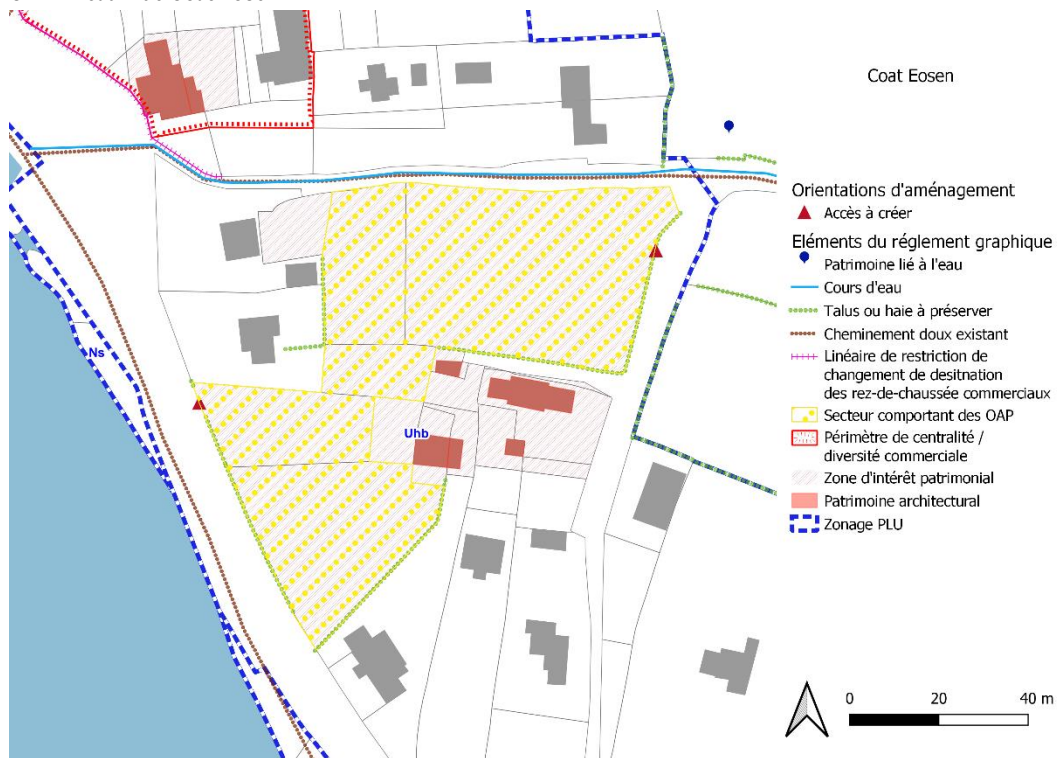 Coat Eosen
Orientations d'aménagement
Accès à créer
Eléments du réglement graphique
Patrimoine lié à l'eau
Cours d'eau
Talus ou haie à préserver
Cheminement doux existant
Linéaire de restriction de
changement de desitnation
des rez-de-chaussée commerciaux
Secteur comportant des OAP
Périmètre de centralité /
diversité commerciale
Zone d'intérêt patrimonial
Patrimoine architectural
Zonage PLU
Ns
Uhb
0 20 40 m